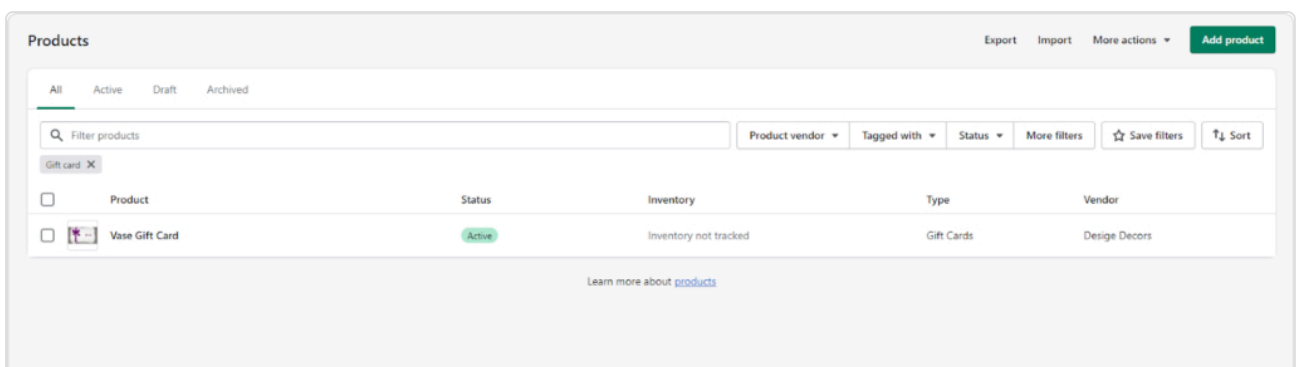 Products Export Import More actions Add product
All Active Draft Archived
Filter products Product vendor Tagged with Status More filters Save filters Sort
Gift card
Product Status Inventory Type Vendor
Vase Gift Card Active Inventory not tracked Gift Cards Desige Decors
Learn more about products